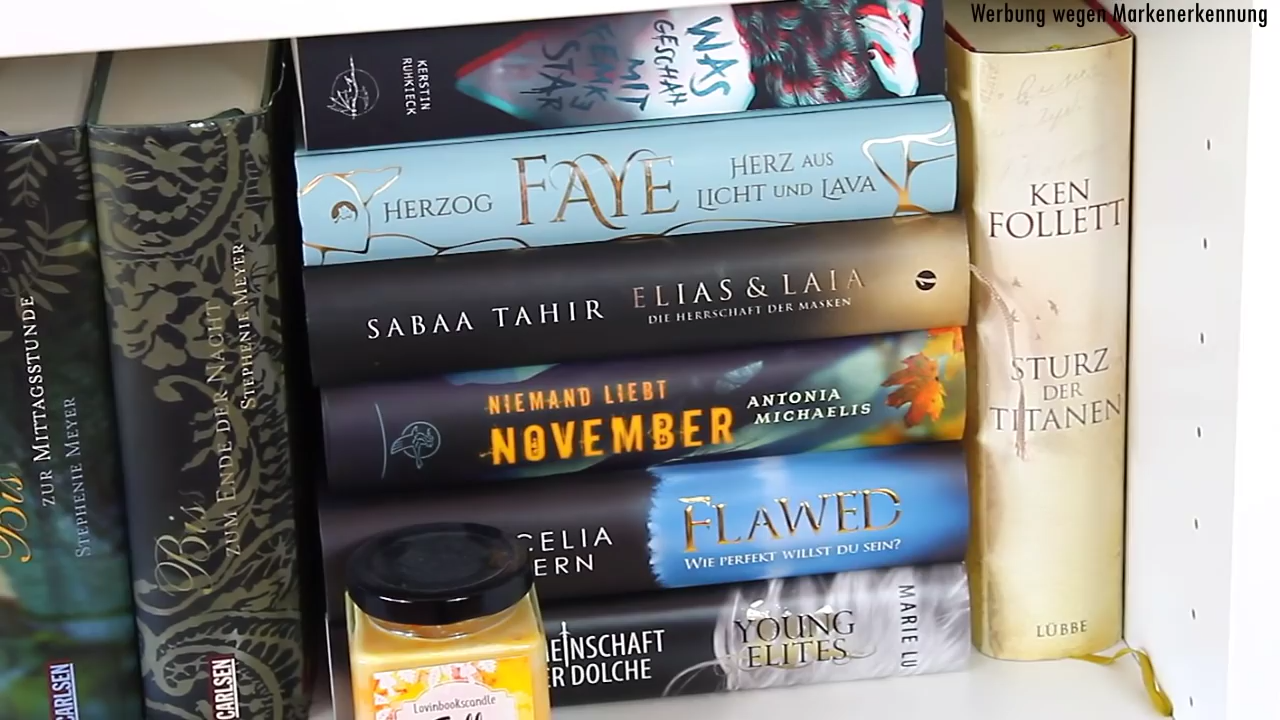 Werbung wegen Markenerkennung
Bis
ZUR MITTAGSSTUNDE
STEPHENIE MEYER
CARLSEN
Bis
ZUM ENDE DER NACHT
STEPHENIE MEYER
CARLSEN
KERSTIN
RUHKIECK
WAS
GESCHAH
MIT
FEMKE
STAR
HERZOG
FAYE
HERZ AUS
LICHT UND LAVA
SABAA TAHIR
ELIAS & LAIA
DIE HERRSCHAFT DER MASKEN
NIEMAND LIEBT
NOVEMBER
ANTONIA
MICHAELIS
CELIA
ERN
FLAWED
WIE PERFEKT WILLST DU SEIN?
EINSCHAFT
ER DOLCHE
YOUNG
ELITES
MARIE LU
Lovinbookscandle
KEN
FOLLETT
STURZ
DER
TITANEN
LÜBBE